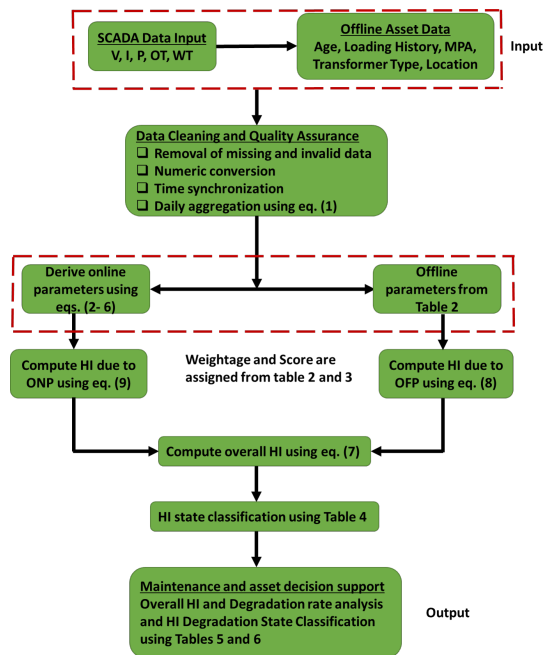 SCADA Data Input
V, I, P, OT, WT
Offline Asset Data
Age, Loading History, MPA,
Transformer Type, Location
Input
Data Cleaning and Quality Assurance
❑ Removal of missing and invalid data
❑ Numeric conversion
❑ Time synchronization
❑ Daily aggregation using eq. (1)
Derive online
parameters using
eqs. (2- 6)
Offline
parameters from
Table 2
Compute HI due to
ONP using eq. (9)
Weightage and Score are
assigned from table 2 and 3
Compute HI due to
OFP using eq. (8)
Compute overall HI using eq. (7)
HI state classification using Table 4
Maintenance and asset decision support
Overall HI and Degradation rate analysis
and HI Degradation State Classification
using Tables 5 and 6
Output